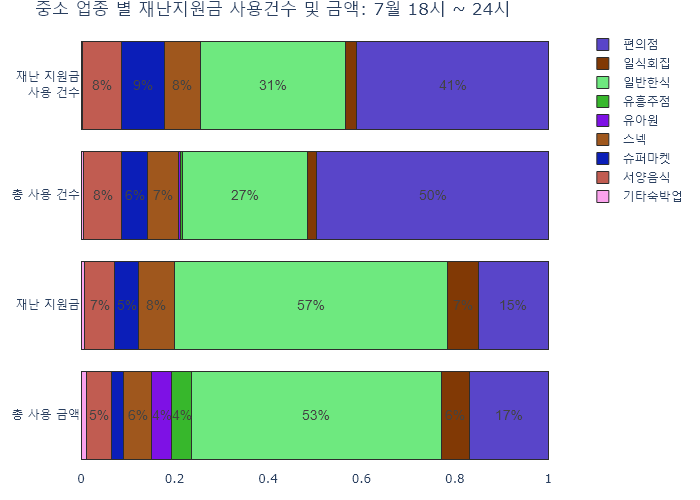 중소 업종 별 재난지원금 사용건수 및 금액: 7월 18시 ~ 24시
재난 지원금
사용 건수
8%
9%
8%
31%
41%
총 사용 건수
8%
6%
7%
27%
50%
재난 지원금
7%
5%
8%
57%
7%
15%
총 사용 금액
5%
6%
4%
4%
53%
6%
17%
0
0.2
0.4
0.6
0.8
1
편의점
일식회집
일반한식
유흥주점
유아원
스넥
슈퍼마켓
서양음식
기타숙박업